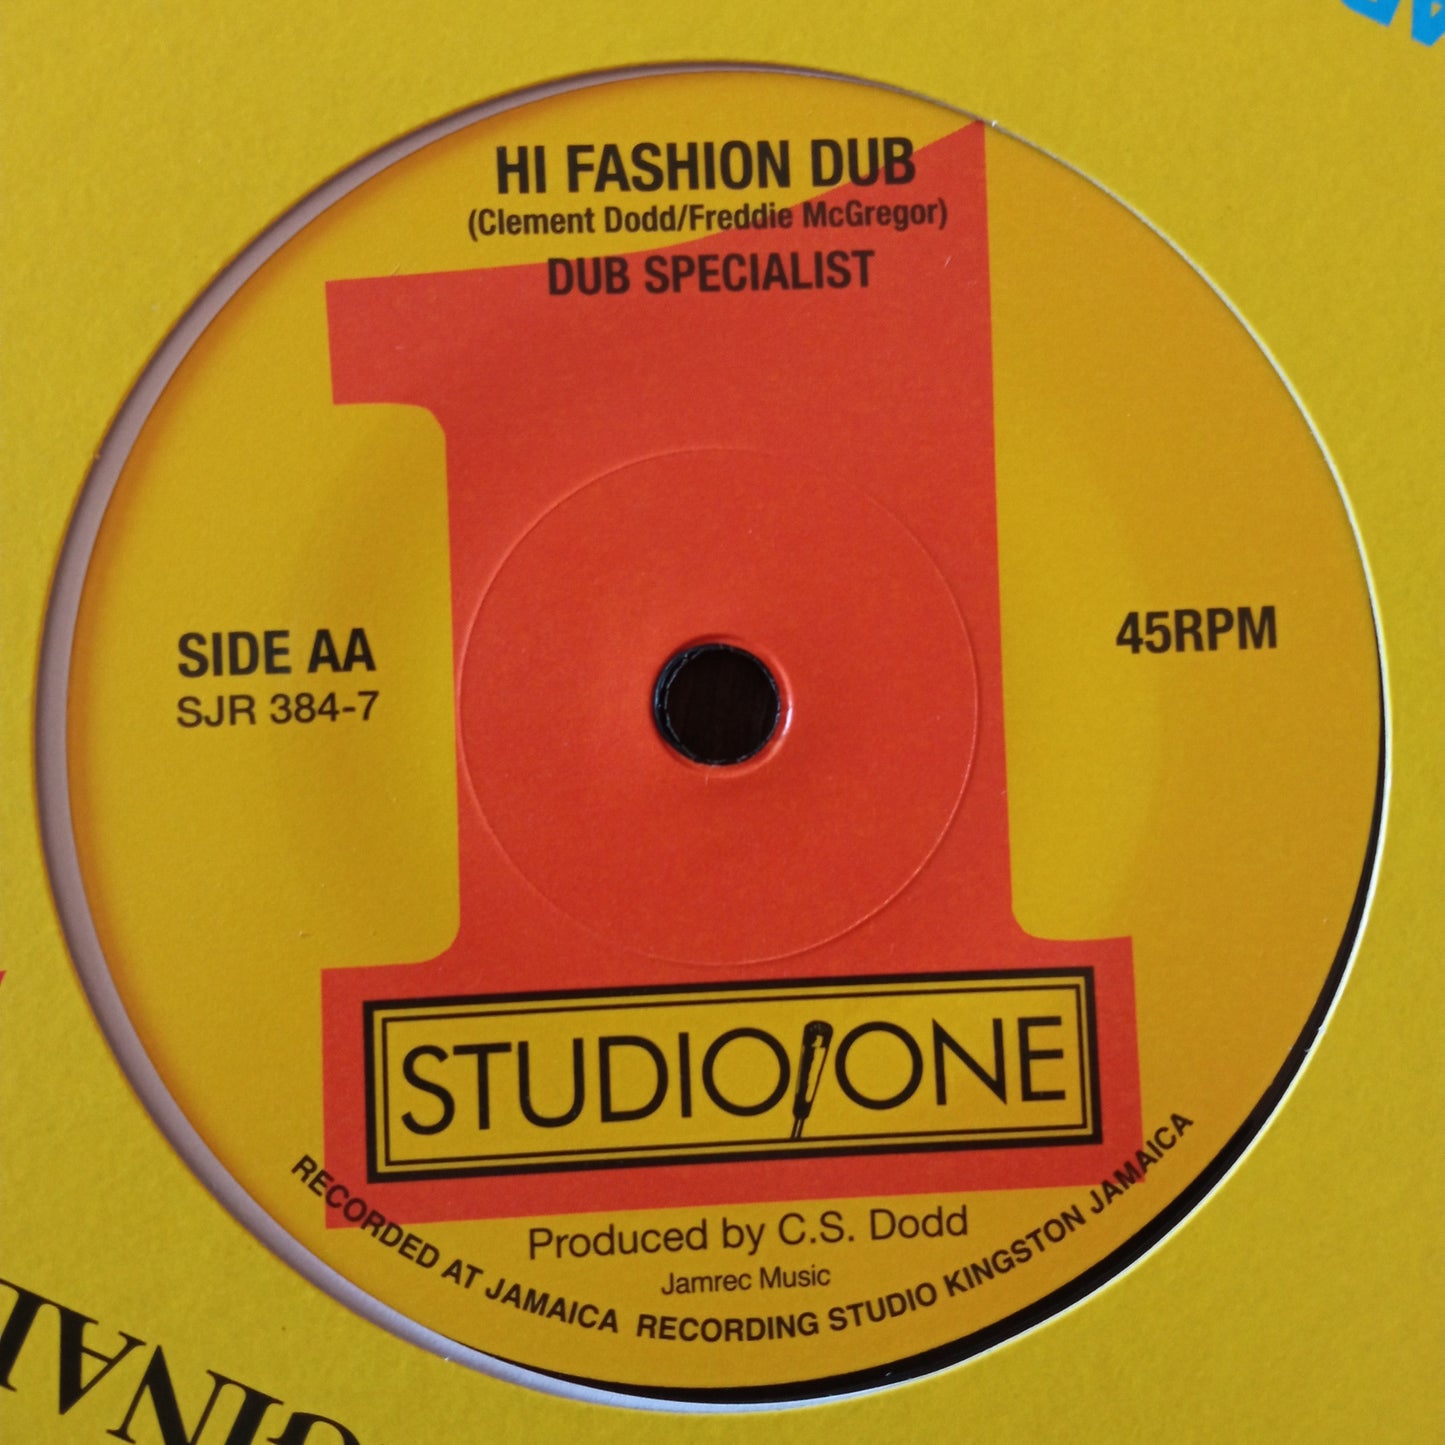 HI FASHION DUB
(Clement Dodd/Freddie McGregor)
DUB SPECIALIST
SIDE AA
SJR 384-7
45RPM
STUDIO ONE
Produced by C.S. Dodd
Jamrec Music
RECORDED AT JAMAICA RECORDING STUDIO KINGSTON JAMAICA